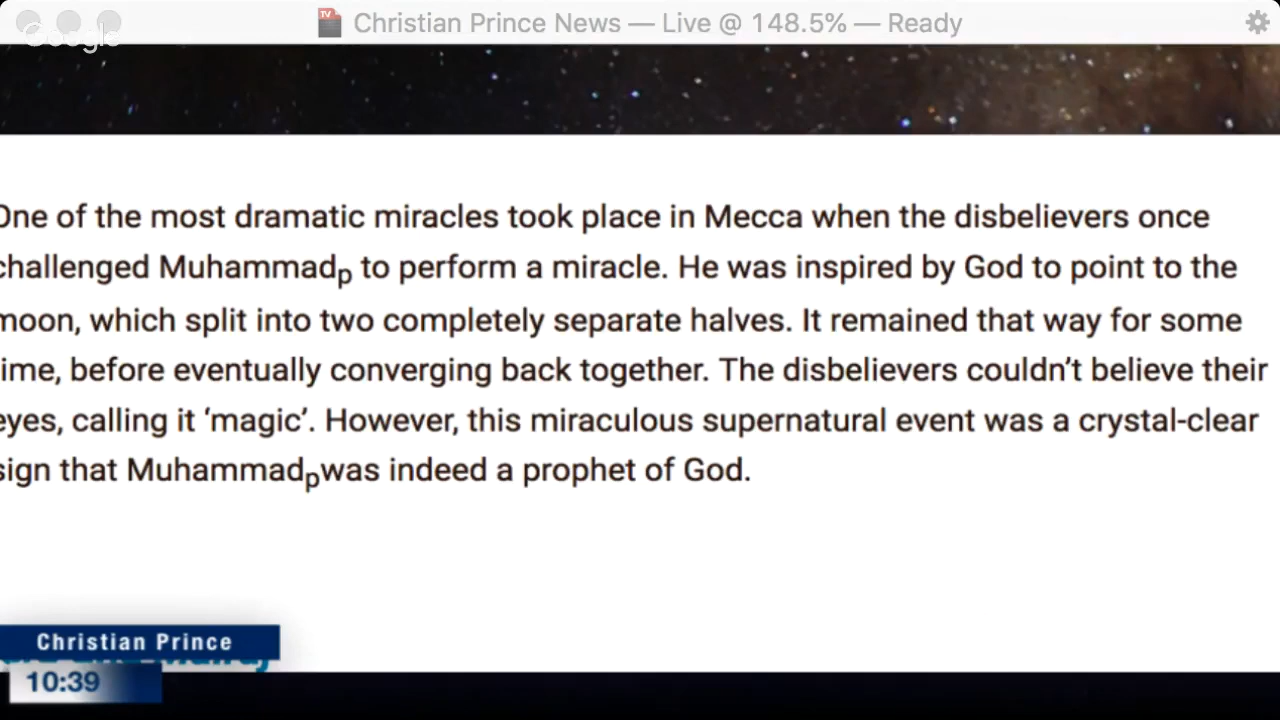 Christian Prince News — Live @ 148.5% — Ready
Google
TV
One of the most dramatic miracles took place in Mecca when the disbelievers once
challenged Muhammadp to perform a miracle. He was inspired by God to point to the
moon, which split into two completely separate halves. It remained that way for some
time, before eventually converging back together. The disbelievers couldn't believe their
eyes, calling it ‘magic’. However, this miraculous supernatural event was a crystal-clear
sign that Muhammadpwas indeed a prophet of God.
Christian Prince
10:39